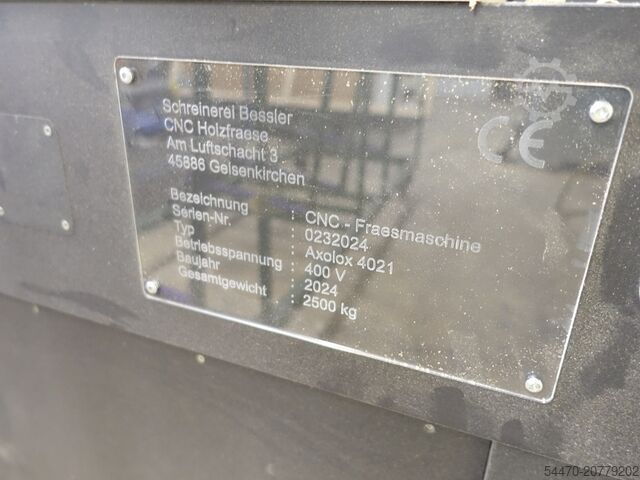 Schreinerei Bessler
CNC Holzfraese
Am Luftschacht 3
45886 Gelsenkirchen
CE
Bezeichnung : CNC - Fraesmaschine
Serien-Nr. : 0232024
Typ : Axolox 4021
Betriebsspannung : 400 V
Baujahr : 2024
Gesamtgewicht : 2500 kg
54470-20779202